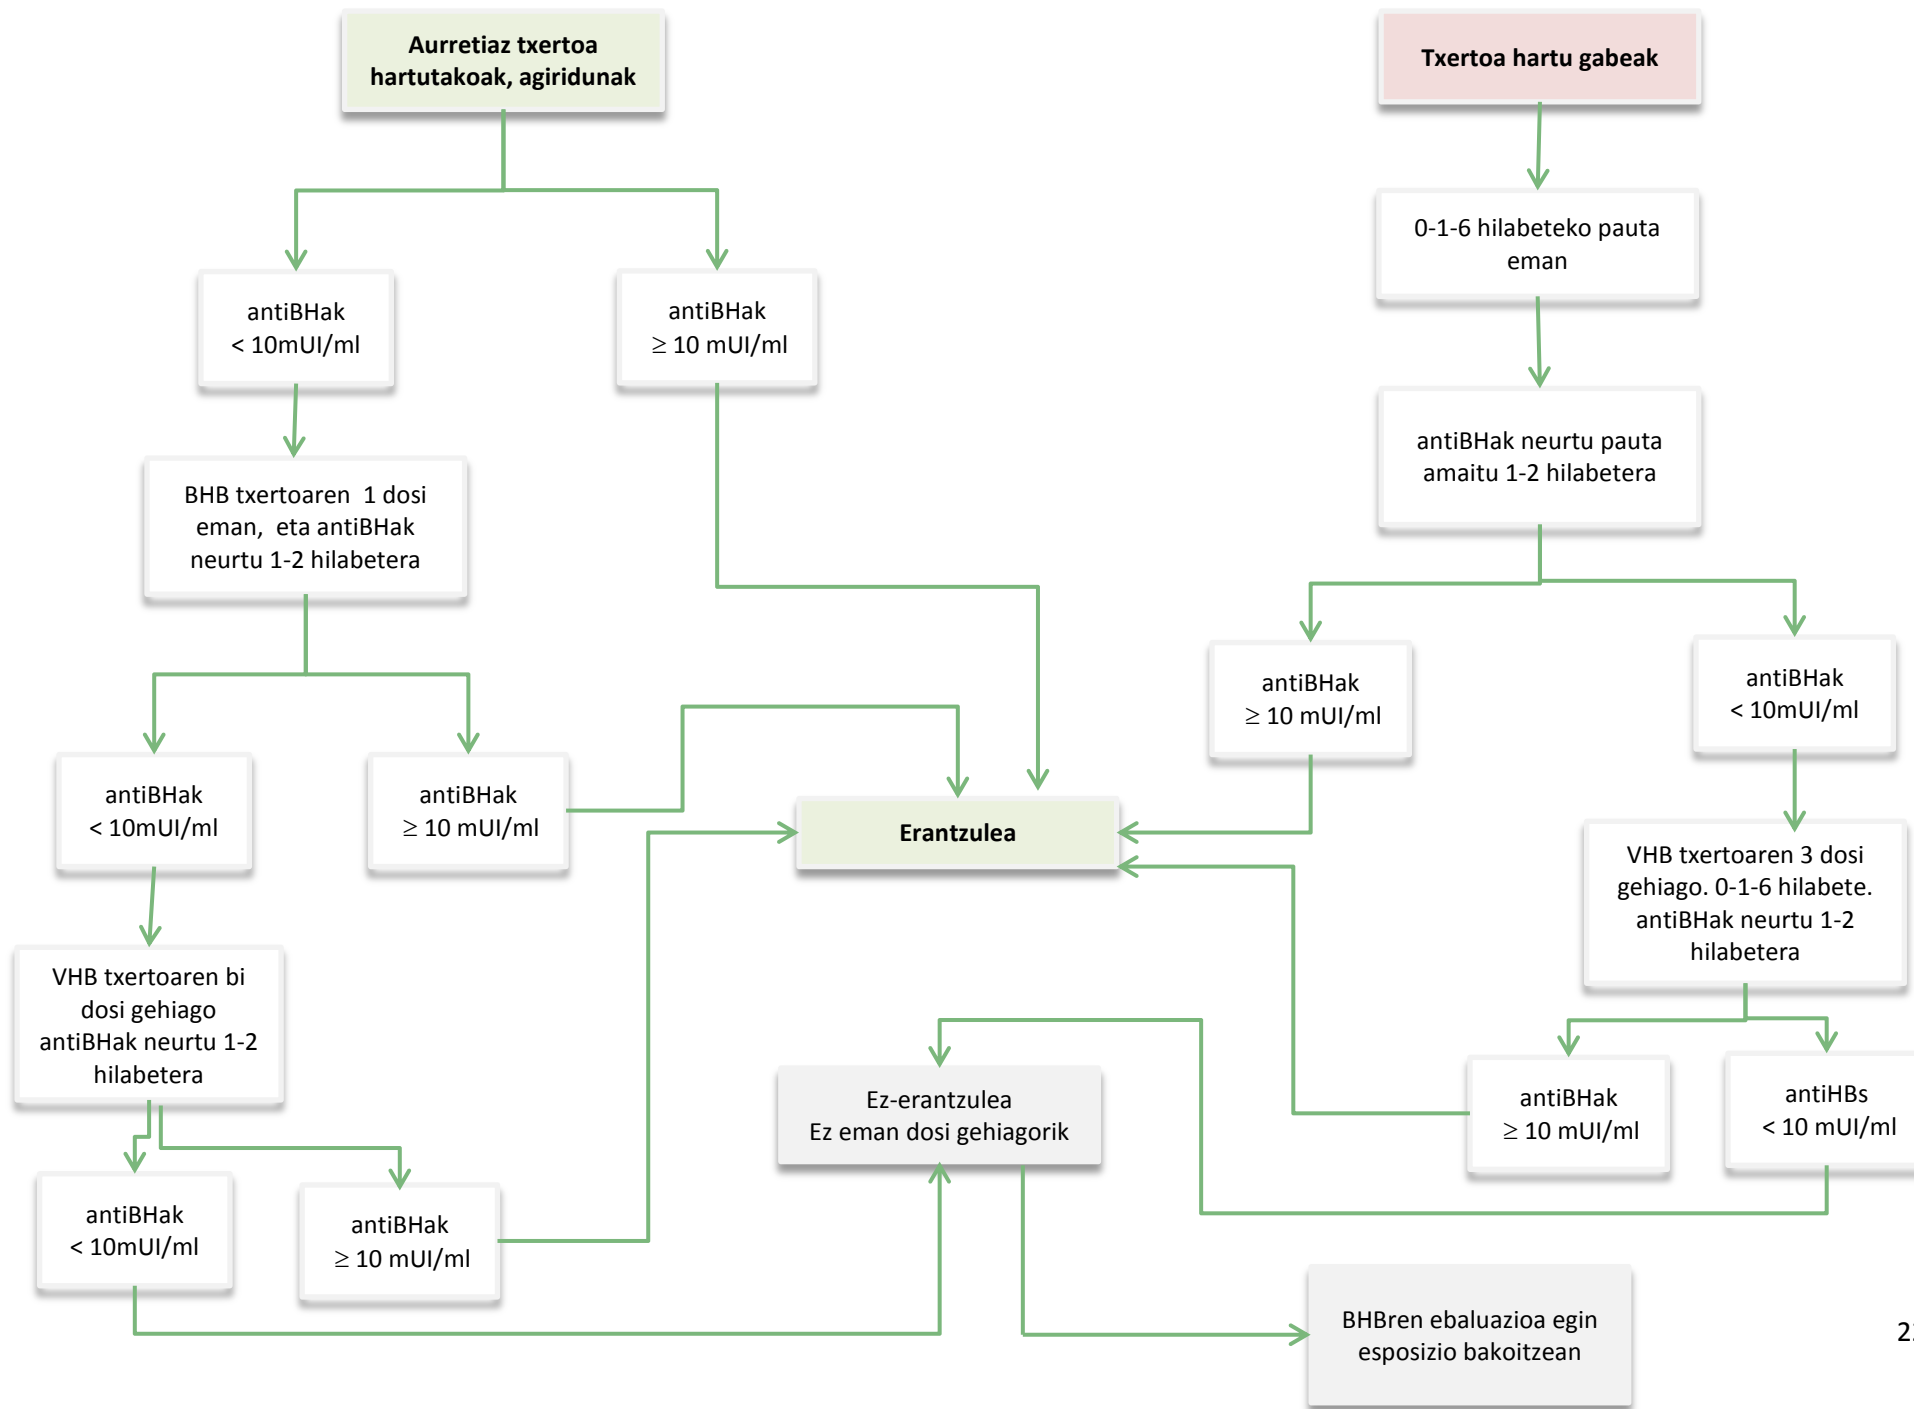 Aurretiaz txertoa
hartutakoak, agiridunak
Txertoa hartu gabeak
0-1-6 hilabeteko pauta
eman
antiBHak
< 10mUI/ml
antiBHak
≥ 10 mUI/ml
antiBHak neurtu pauta
amaitu 1-2 hilabetera
BHB txertoaren 1 dosi
eman, eta antiBHak
neurtu 1-2 hilabetera
antiBHak
≥ 10 mUI/ml
antiBHak
< 10mUI/ml
antiBHak
< 10mUI/ml
antiBHak
≥ 10 mUI/ml
Erantzulea
VHB txertoaren 3 dosi
gehiago. 0-1-6 hilabete.
antiBHak neurtu 1-2
hilabetera
VHB txertoaren bi
dosi gehiago
antiBHak neurtu 1-2
hilabetera
Ez-erantzulea
Ez eman dosi gehiagorik
antiBHak
≥ 10 mUI/ml
antiHBs
< 10 mUI/ml
antiBHak
< 10mUI/ml
antiBHak
≥ 10 mUI/ml
BHBren ebaluazioa egin
esposizio bakoitzean